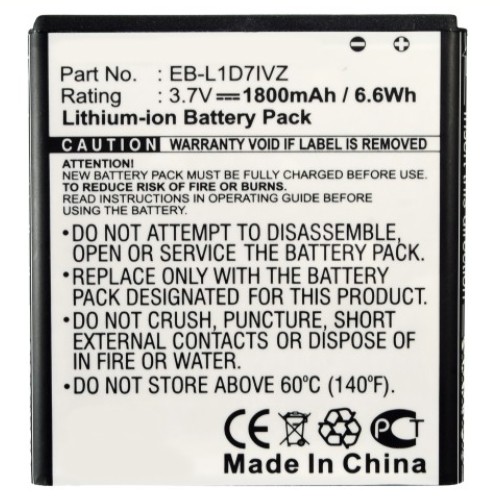 Part No.: EB-L1D7IVZ
Rating : 3.7V 1800mAh / 6.6Wh
Lithium-ion Battery Pack
CAUTION WARRANTY VOID IF LABEL IS REMOVED
ATTENTION:
NEW BATTERY PACK MUST BE CHARGED BEFORE USE.
TO REDUCE RISK OF FIRE OR BURNS.
READ INSTRUCTIONS IN OPERATING GUIDE BEFORE
USING BATTERY.
•DO NOT ATTEMPT TO DISASSEMBLE,
OPEN OR SERVICE THE BATTERY PACK.
•REPLACE ONLY WITH THE BATTERY
PACK DESIGNATED FOR THIS PRODUCT.
•DO NOT CRUSH, PUNCTURE, SHORT
EXTERNAL CONTACTS OR DISPOSE OF
IN FIRE OR WATER.
•DO NOT STORE ABOVE 60°C (140°F).
CE
Made In China